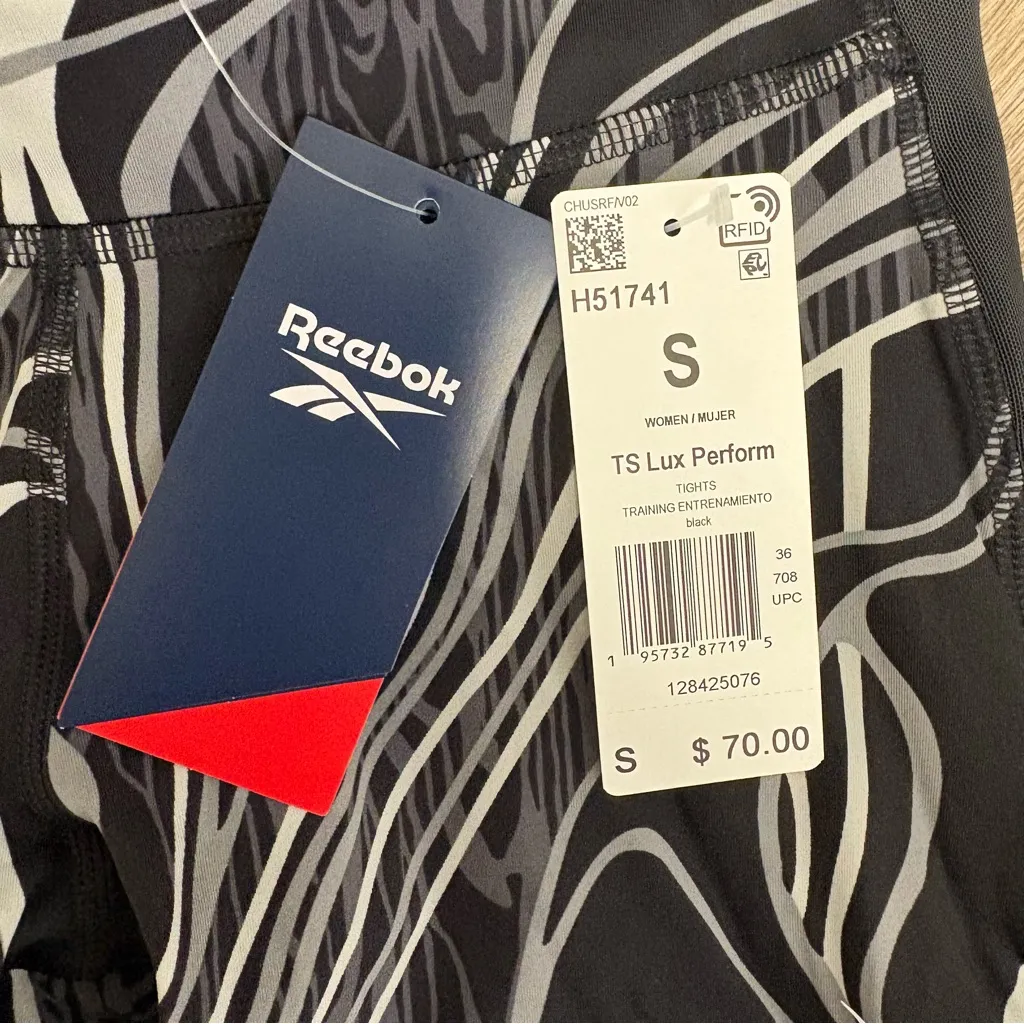 Reebok
CHUSRF/V02
RFID
H51741
S
WOMEN / MUJER
TS Lux Perform
TIGHTS
TRAINING ENTRENAMIENTO
black
36
708
UPC
1 95732 87719 5
128425076
S $ 70.00